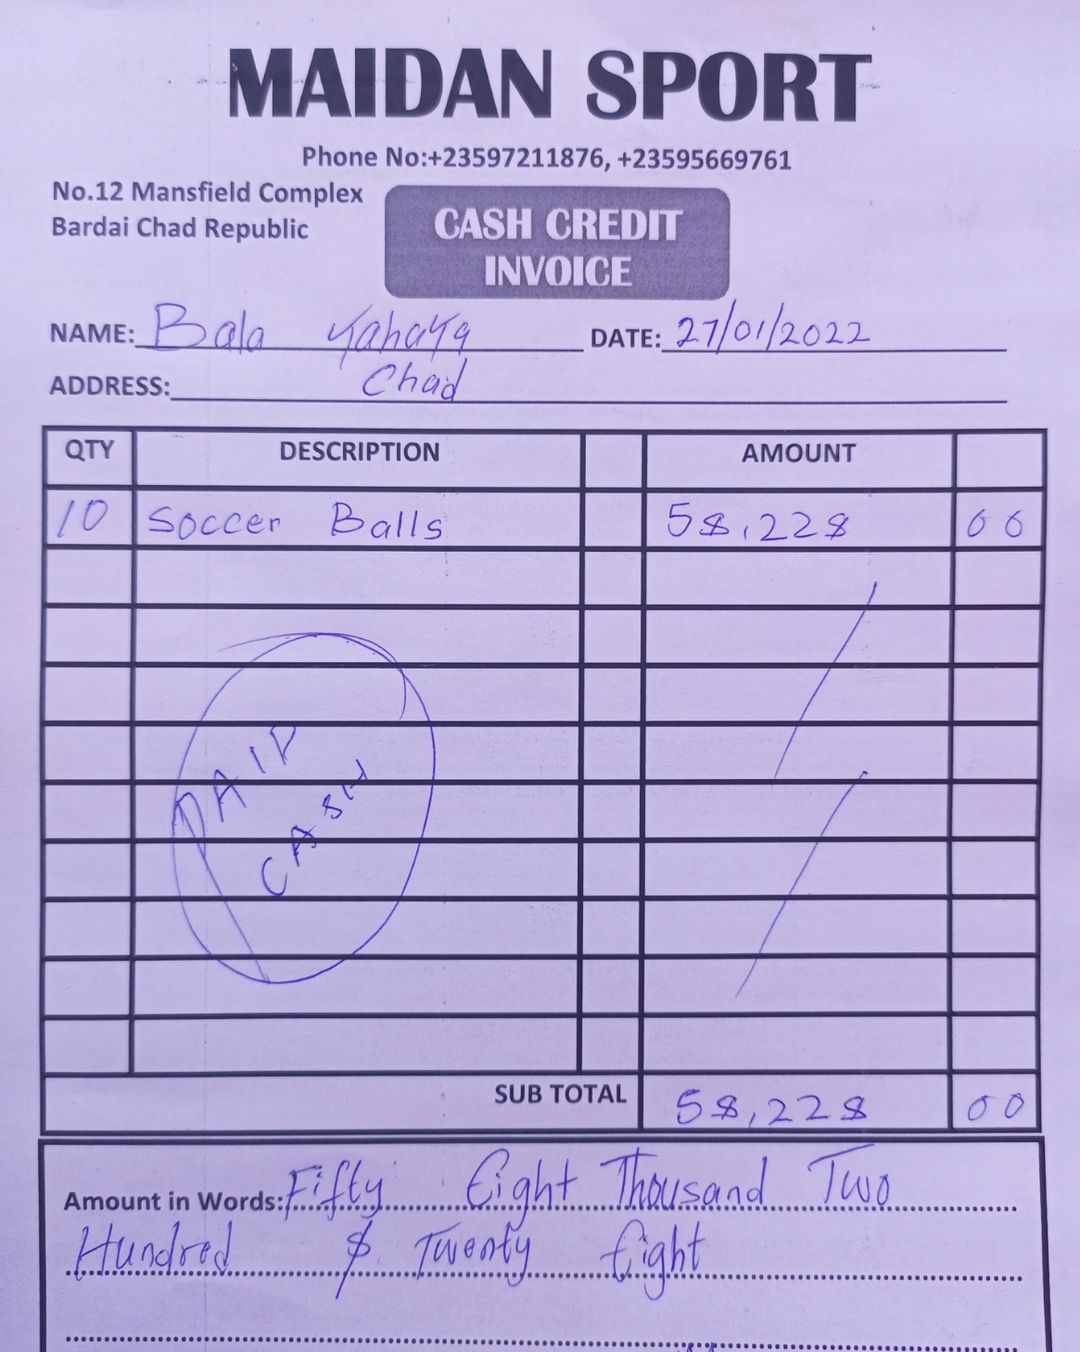 MAIDAN SPORT
Phone No:+23597211876, +23595669761
No.12 Mansfield Complex
Bardai Chad Republic
CASH CREDIT
INVOICE
NAME: Bala Yahaya DATE: 27/01/2022
ADDRESS: Chad
QTY DESCRIPTION AMOUNT
10 Soccer Balls 58,228 00
PAID
CASH
SUB TOTAL 58,228 00
Amount in Words: Fifty Eight Thousand Two
Hundred & Twenty Eight